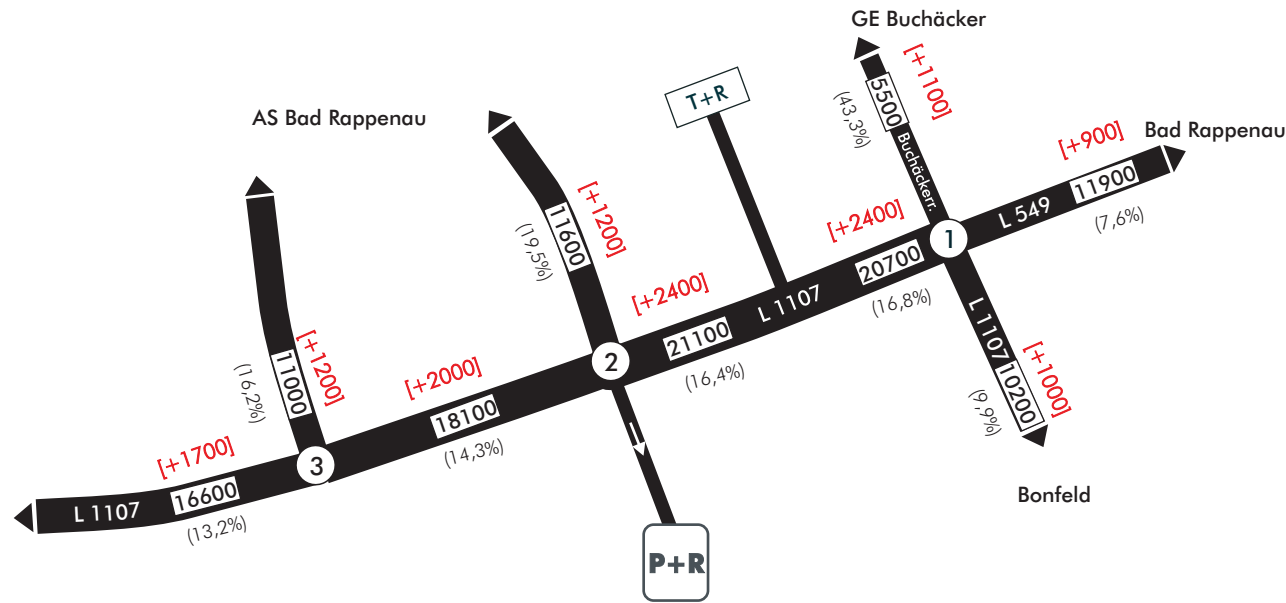 GE Buchäcker
[+1100]
5500
(43,3%)
Buchäckerr.
T+R
AS Bad Rappenau
Bad Rappenau
[+900]
11900
L 549
(7,6%)
1
[+2400]
20700
(16,8%)
[+1200]
11600
(19,5%)
[+2400]
L 1107
21100
(16,4%)
L 1107
10200
[+1000]
(9,9%)
Bonfeld
2
[+2000]
18100
(14,3%)
[+1200]
11000
(16,2%)
3
[+1700]
16600
L 1107
(13,2%)
P+R